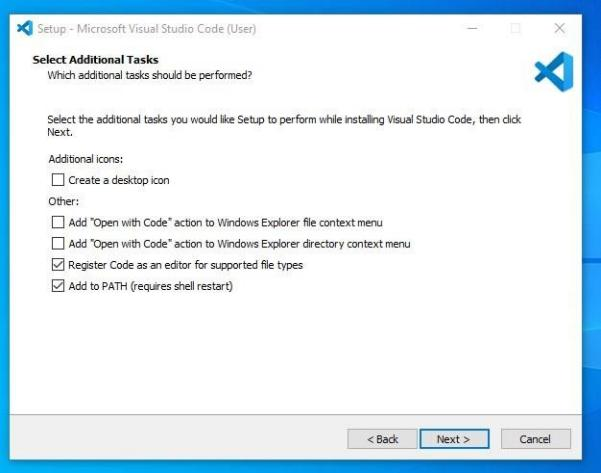 Setup - Microsoft Visual Studio Code (User)
Select Additional Tasks
Which additional tasks should be performed?
Select the additional tasks you would like Setup to perform while installing Visual Studio Code, then click
Next.
Additional icons:
Create a desktop icon
Other:
Add "Open with Code" action to Windows Explorer file context menu
Add "Open with Code" action to Windows Explorer directory context menu
Register Code as an editor for supported file types
Add to PATH (requires shell restart)
< Back Next > Cancel